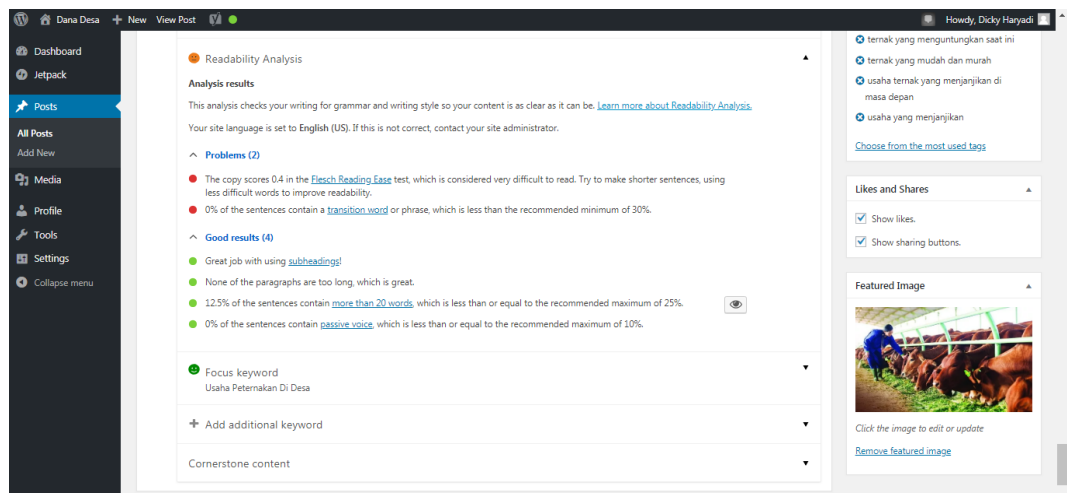 Dana Desa + New View Post Howdy, Dicky Haryadi
Dashboard
Jetpack
Posts
All Posts
Add New
Media
Profile
Tools
Settings
Collapse menu
Readability Analysis
Analysis results
This analysis checks your writing for grammar and writing style so your content is as clear as it can be. Learn more about Readability Analysis.
Your site language is set to English (US). If this is not correct, contact your site administrator.
Problems (2)
The copy scores 0.4 in the Flesch Reading Ease test, which is considered very difficult to read. Try to make shorter sentences, using
less difficult words to improve readability.
0% of the sentences contain a transition word or phrase, which is less than the recommended minimum of 30%.
Good results (4)
Great job with using subheadings!
None of the paragraphs are too long, which is great.
12.5% of the sentences contain more than 20 words, which is less than or equal to the recommended maximum of 25%.
0% of the sentences contain passive voice, which is less than or equal to the recommended maximum of 10%.
Focus keyword
Usaha Peternakan Di Desa
+ Add additional keyword
Cornerstone content
ternak yang menguntungkan saat ini
ternak yang mudah dan murah
usaha ternak yang menjanjikan di
masa depan
usaha yang menjanjikan
Choose from the most used tags
Likes and Shares
Show likes.
Show sharing buttons.
Featured Image
Click the image to edit or update
Remove featured image